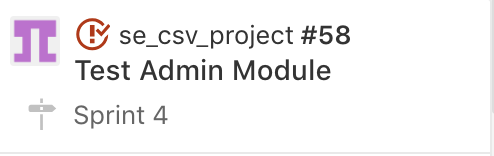 se_csv_project #58
Test Admin Module
Sprint 4